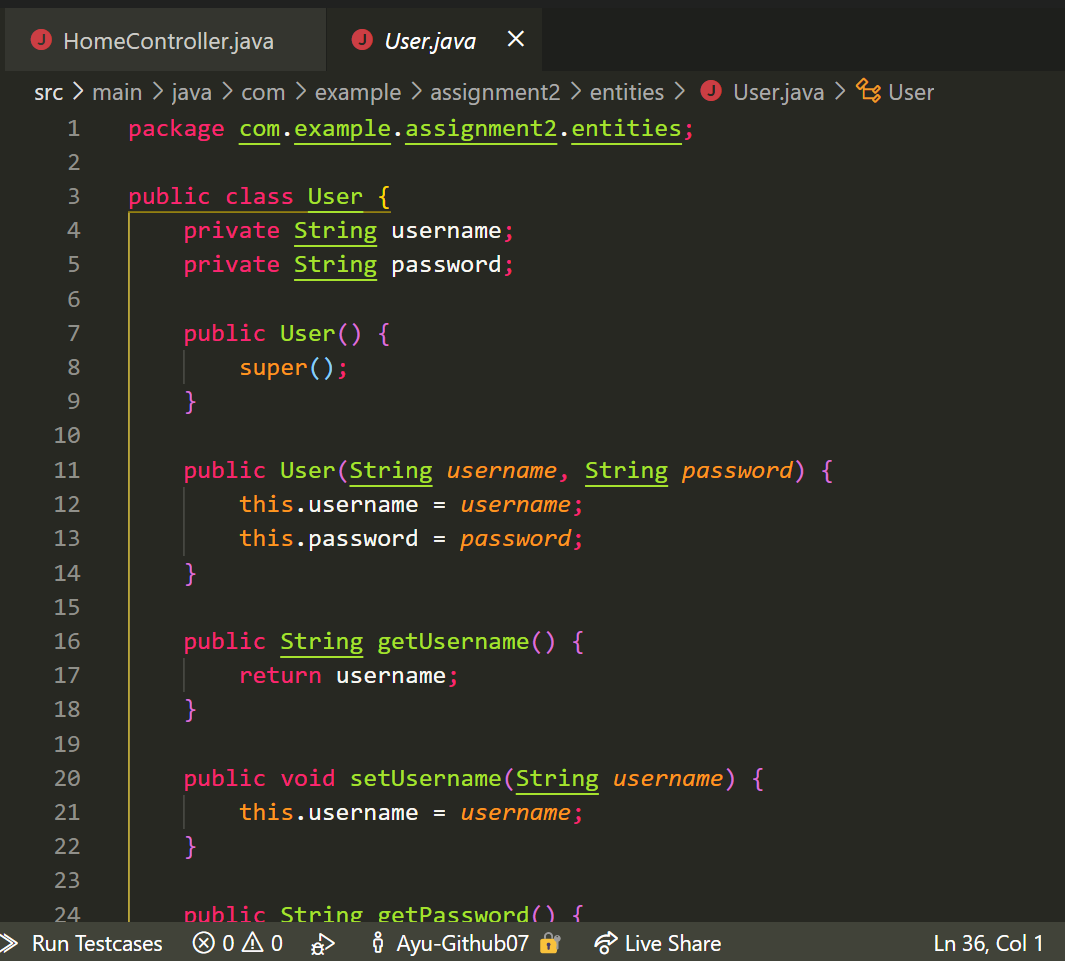 HomeController.java User.java
src > main > java > com > example > assignment2 > entities > User.java > User
1 package com.example.assignment2.entities;
2
3 public class User {
4     private String username;
5     private String password;
6
7     public User() {
8         super();
9     }
10
11     public User(String username, String password) {
12         this.username = username;
13         this.password = password;
14     }
15
16     public String getUsername() {
17         return username;
18     }
19
20     public void setUsername(String username) {
21         this.username = username;
22     }
23
24     public String getPassword() {
Run Testcases 0 0 Ayu-Github07 Live Share Ln 36, Col 1